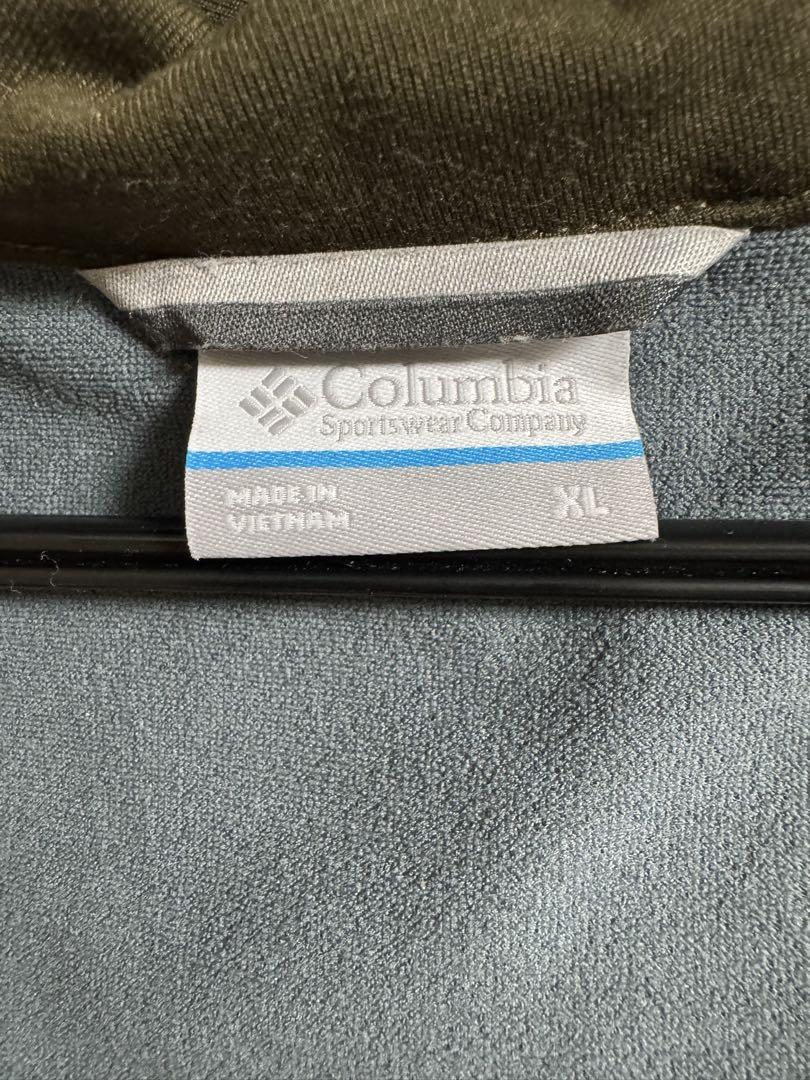 Columbia
Sportswear Company
MADE IN
VIETNAM
XL